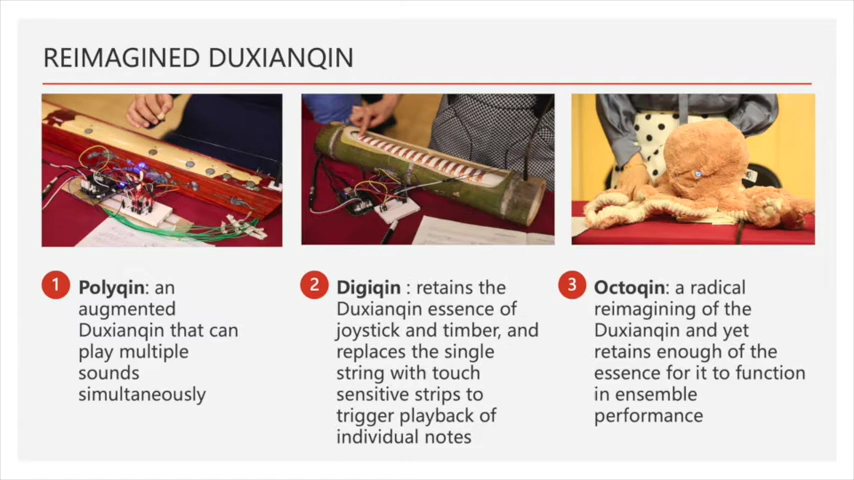 REIMAGINED DUXIANQIN
1
Polyqin: an
augmented
Duxianqin that can
play multiple
sounds
simultaneously
2
Digiqin : retains the
Duxianqin essence of
joystick and timber, and
replaces the single
string with touch
sensitive strips to
trigger playback of
individual notes
3
Octoqin: a radical
reimagining of the
Duxianqin and yet
retains enough of the
essence for it to function
in ensemble
performance